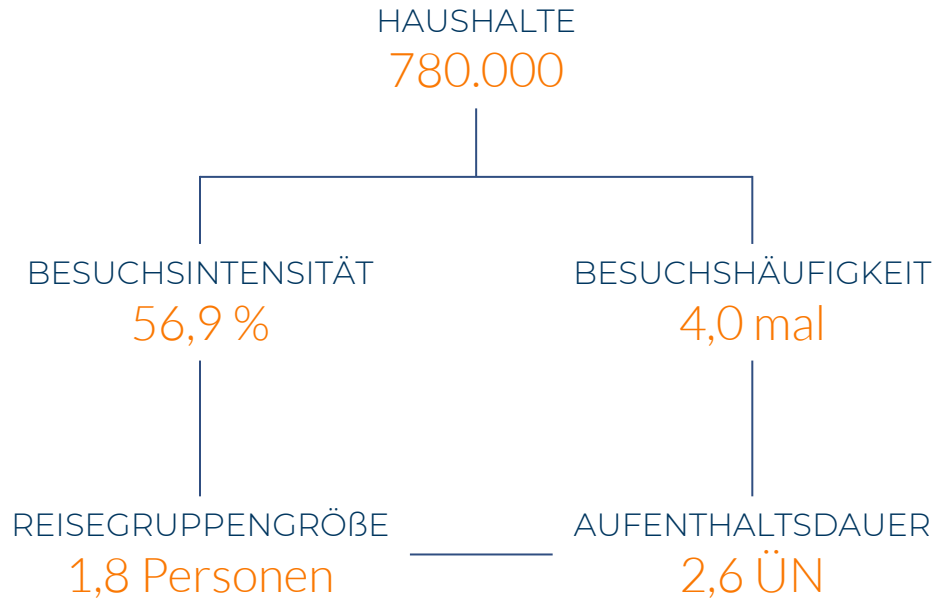 HAUSHALTE
780.000
BESUCHSINTENSITÄT
56,9 %
BESUCHSHÄUFIGKEIT
4,0 mal
REISEGRUPPENGRÖẞE
1,8 Personen
AUFENTHALTSDAUER
2,6 ÜN